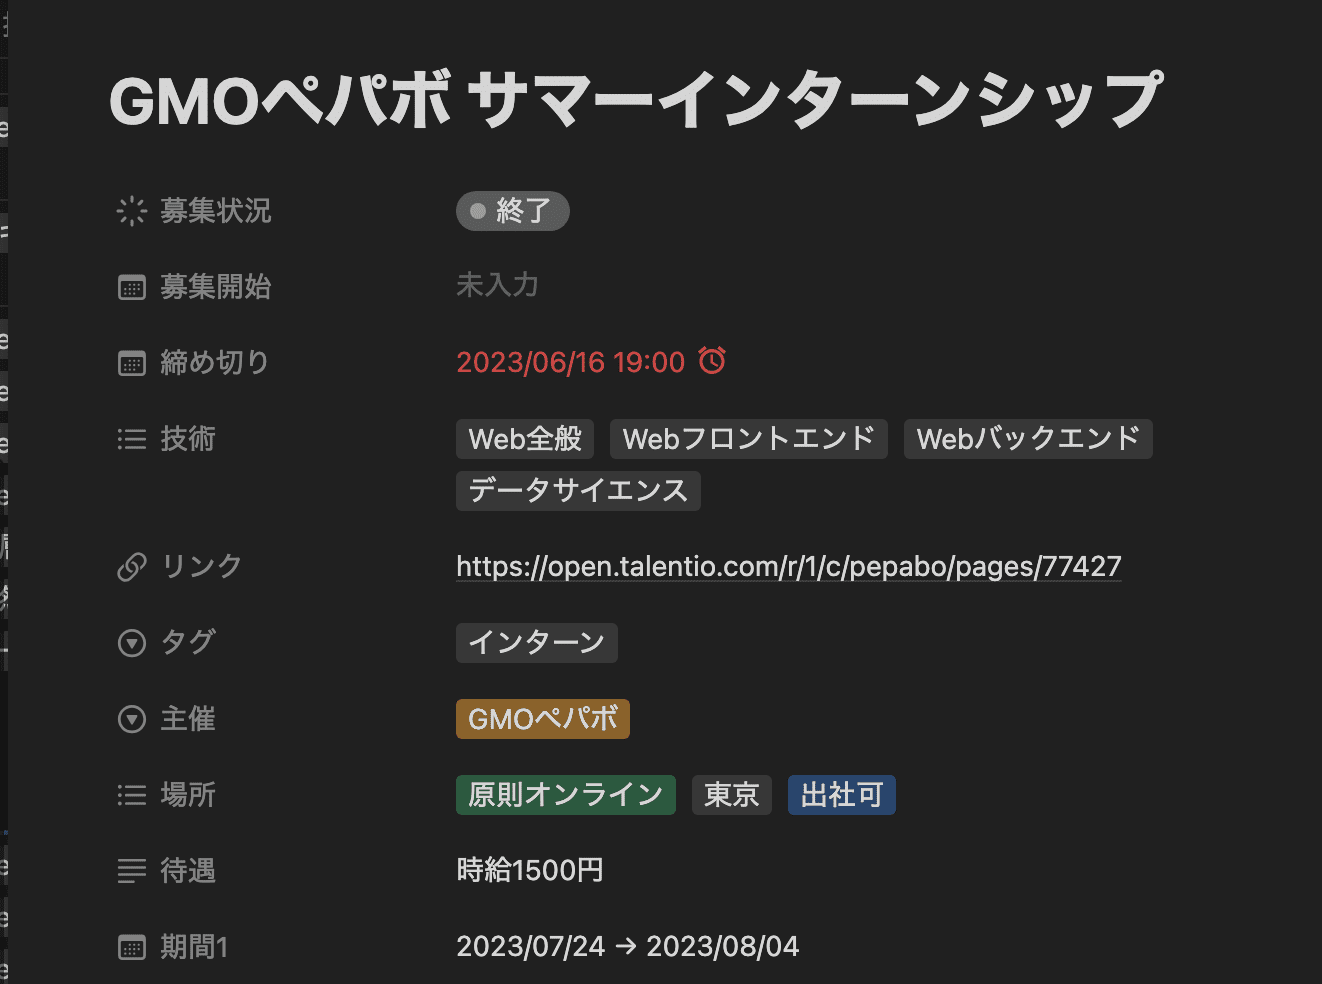 GMOペパボ サマーインターンシップ
募集状況 終了
募集開始 未入力
締め切り 2023/06/16 19:00
技術 Web全般 Webフロントエンド Webバックエンド
データサイエンス
リンク https://open.talentio.com/r/1/c/pepabo/pages/77427
タグ インターン
主催 GMOペパボ
場所 原則オンライン 東京 出社可
待遇 時給1500円
期間1 2023/07/24 → 2023/08/04